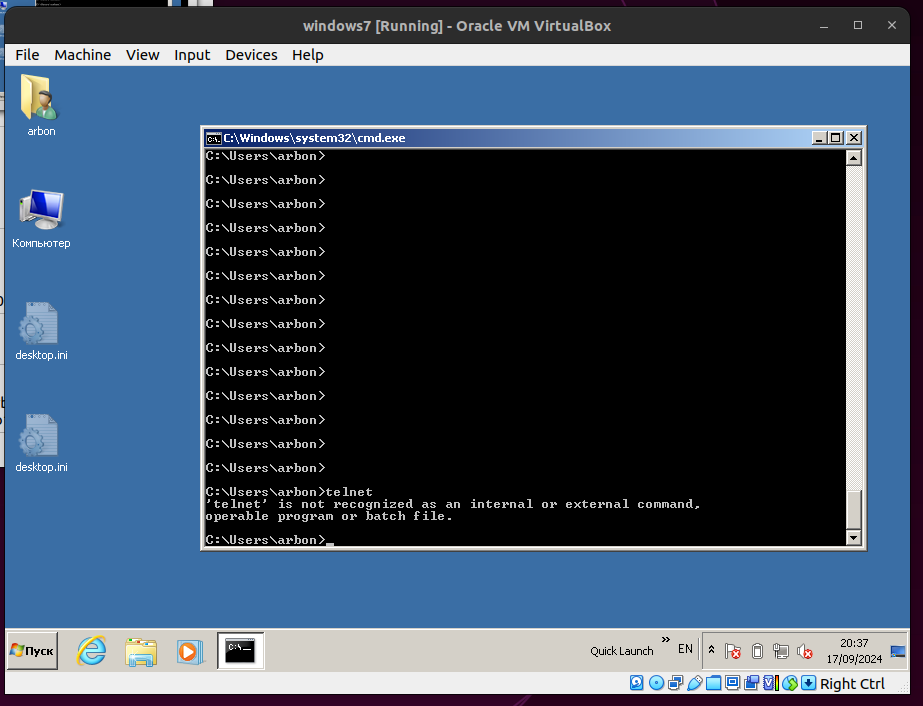 windows7 [Running] - Oracle VM VirtualBox
File Machine View Input Devices Help
arbon
Компьютер
desktop.ini
desktop.ini
C:\Windows\system32\cmd.exe
C:\Users\arbon>
C:\Users\arbon>
C:\Users\arbon>
C:\Users\arbon>
C:\Users\arbon>
C:\Users\arbon>
C:\Users\arbon>
C:\Users\arbon>
C:\Users\arbon>
C:\Users\arbon>
C:\Users\arbon>
C:\Users\arbon>
C:\Users\arbon>
C:\Users\arbon>
C:\Users\arbon>telnet
'telnet' is not recognized as an internal or external command,
operable program or batch file.
C:\Users\arbon>_
Пуск
Quick Launch
EN
20:37
17/09/2024
Right Ctrl